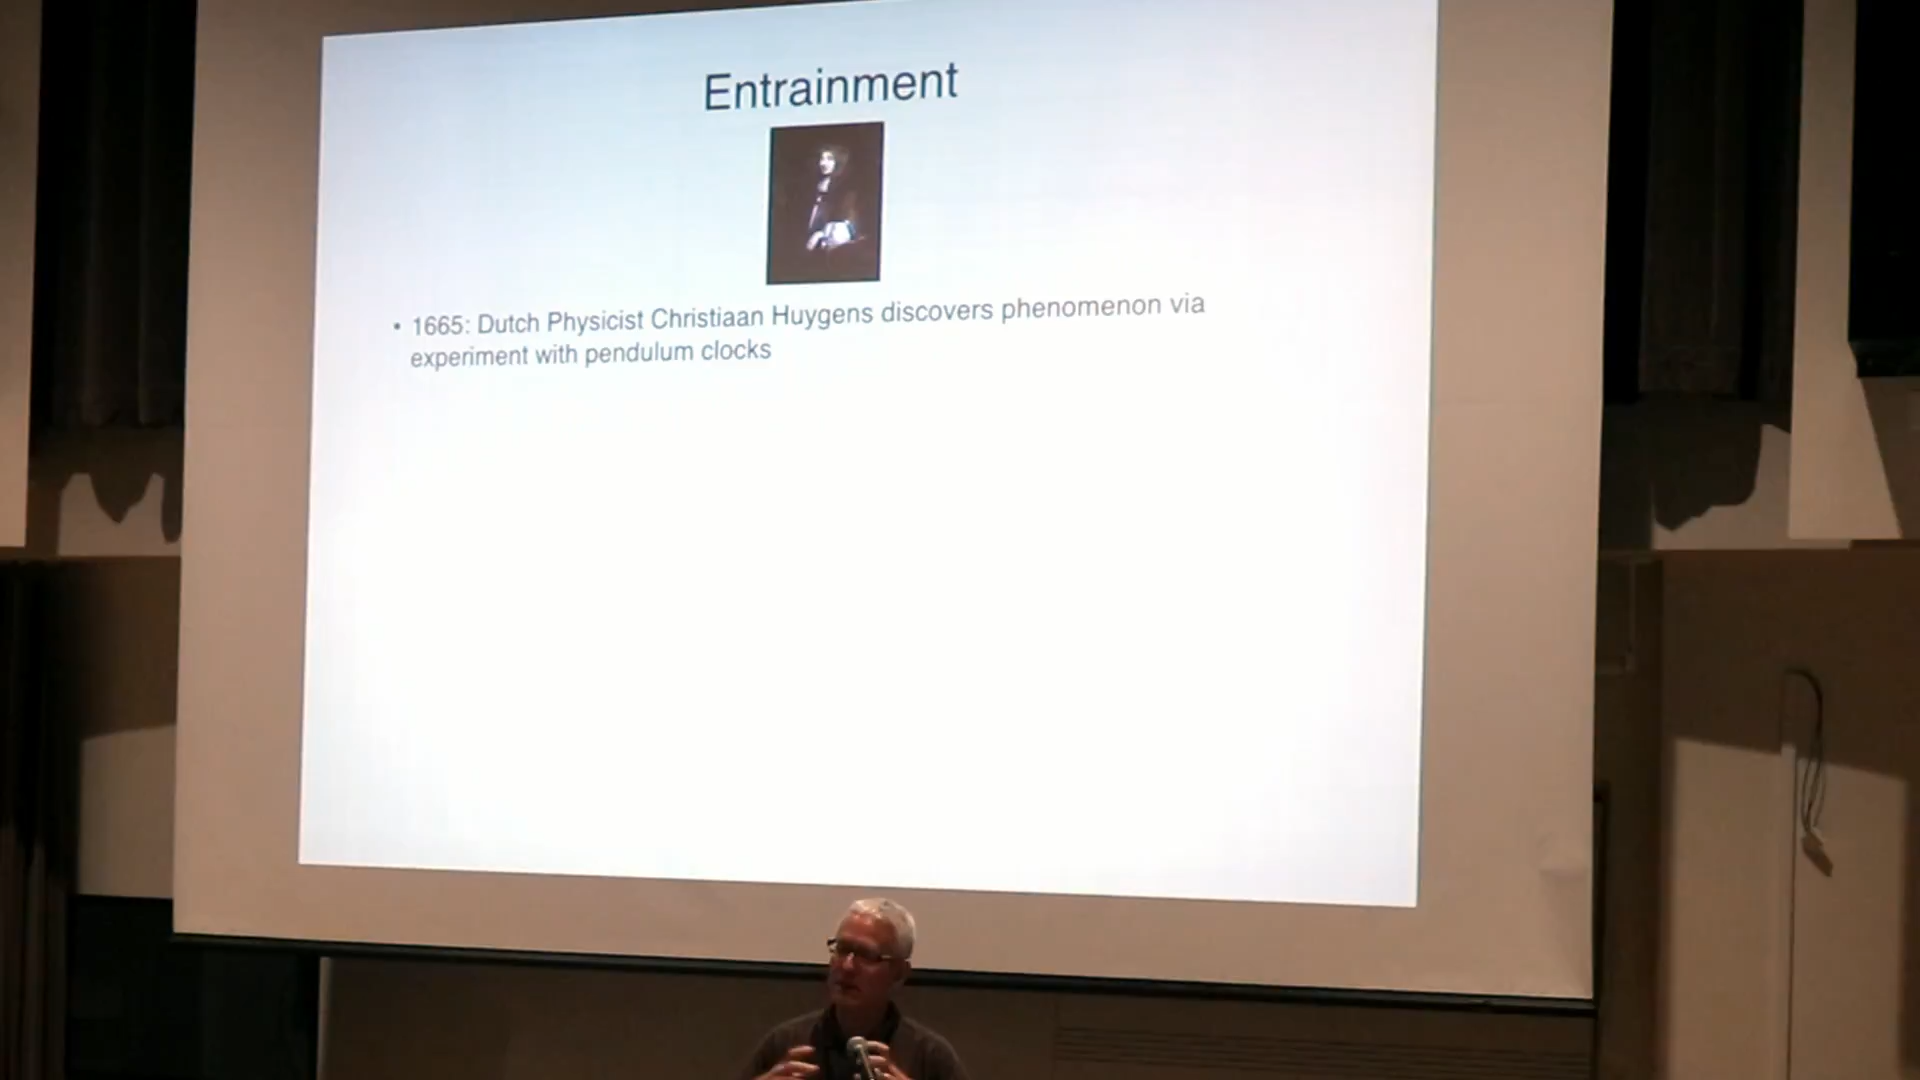 Entrainment
• 1665: Dutch Physicist Christiaan Huygens discovers phenomenon via
experiment with pendulum clocks